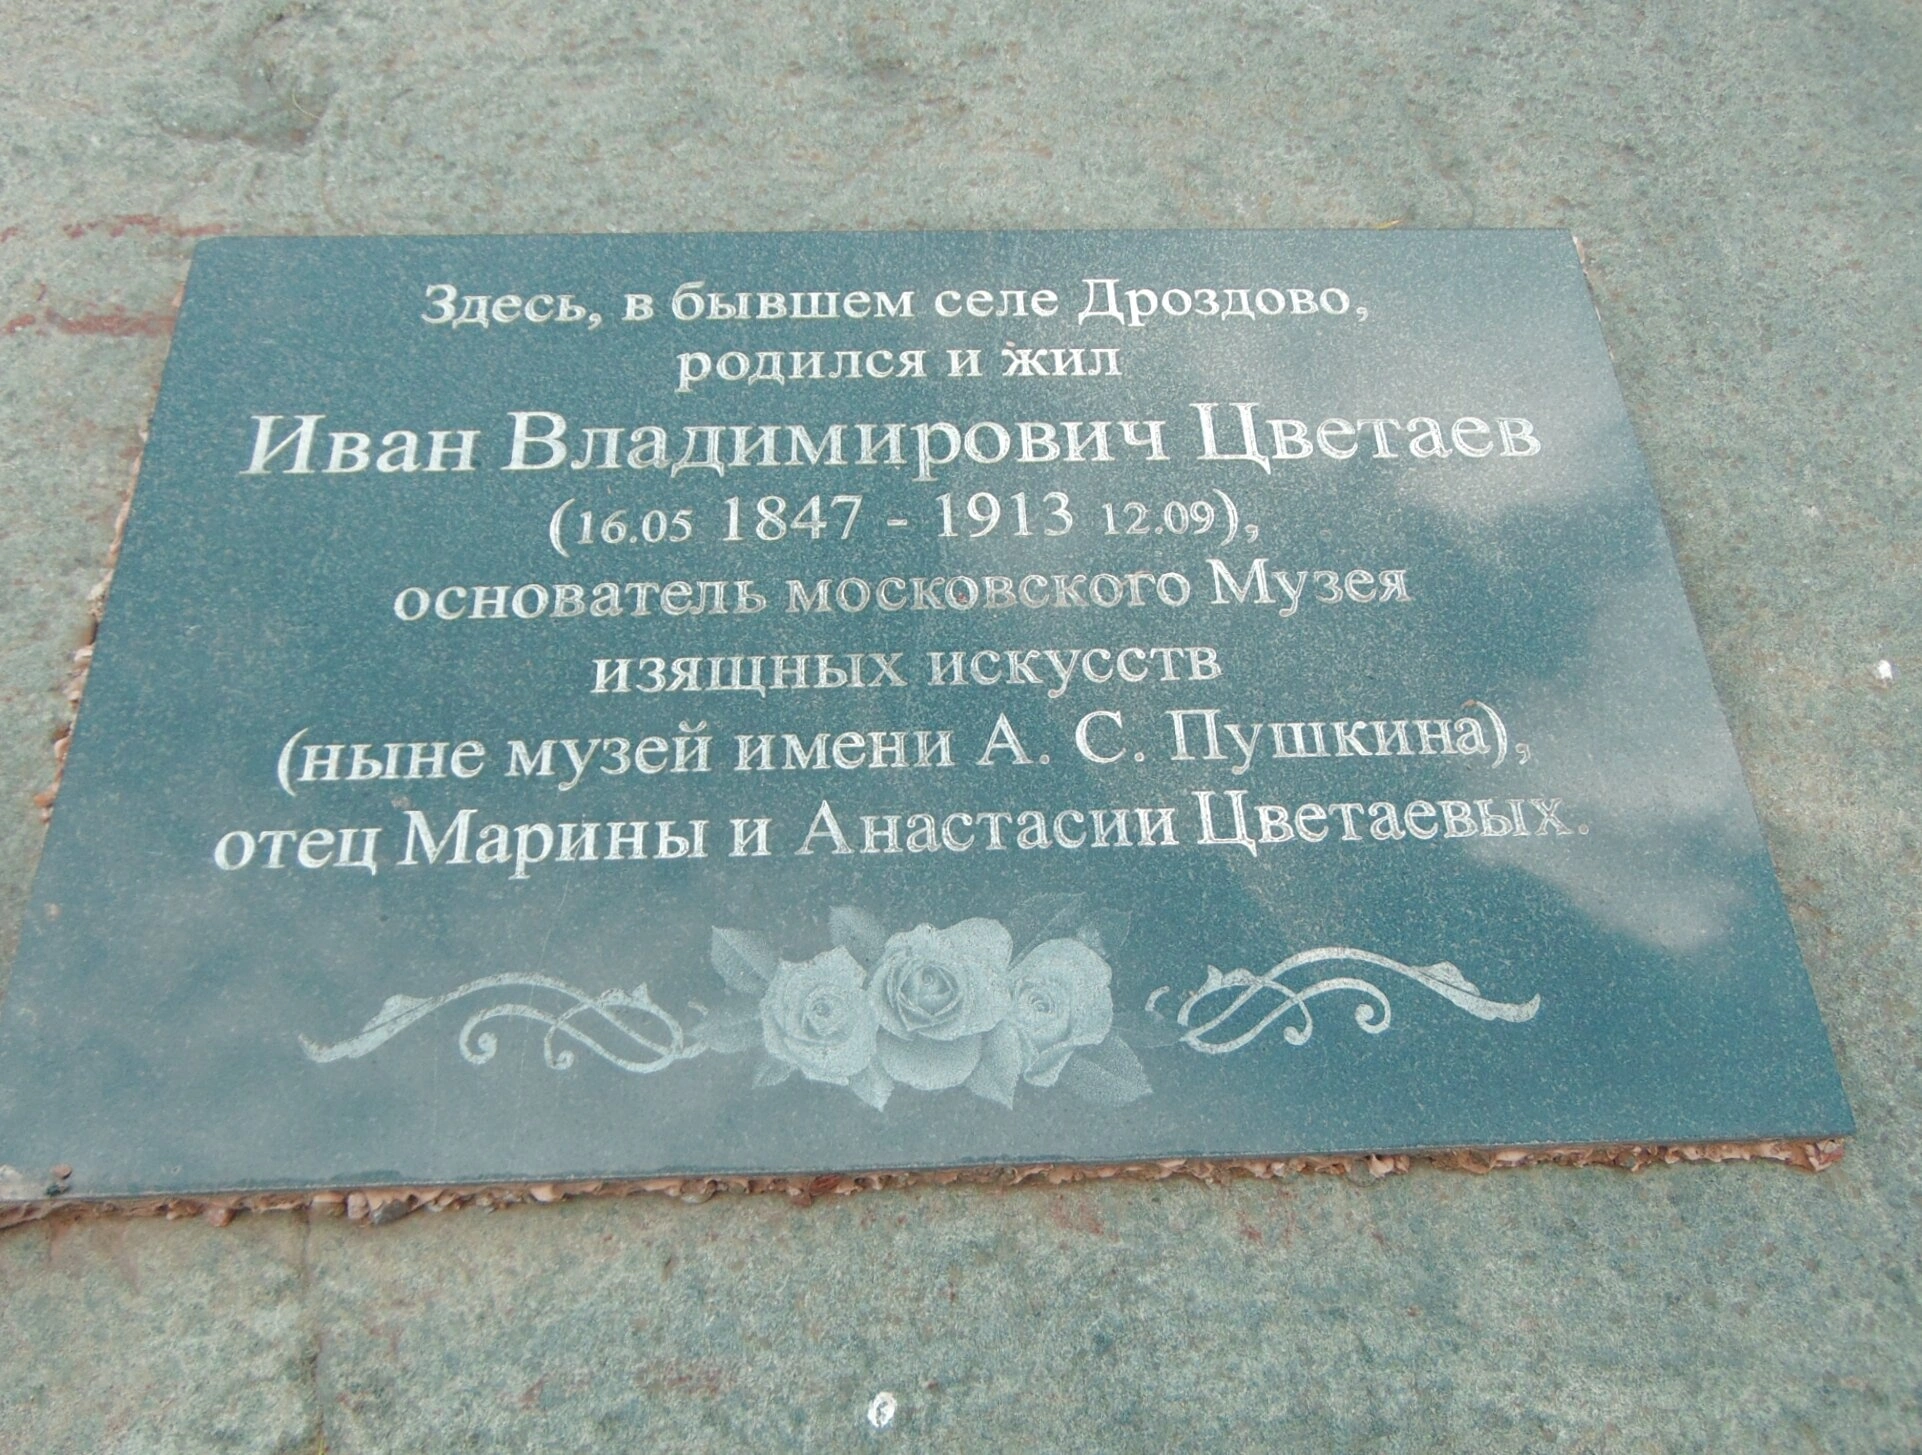 Здесь, в бывшем селе Дроздово,
родился и жил
Иван Владимирович Цветаев
(16.05 1847 - 1913 12.09),
основатель московского Музея
изящных искусств
(ныне музей имени А. С. Пушкина),
отец Марины и Анастасии Цветаевых.